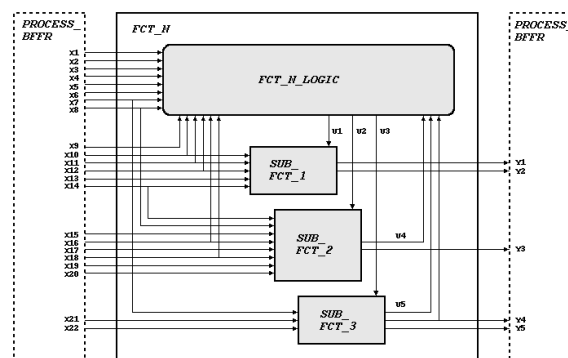 PROCESS_
BFFR
FCT_N
PROCESS_
BFFR
X1
X2
X3
X4
X5
X6
X7
X8
FCT_N_LOGIC
V1
V2
V3
X9
X10
X11
X12
X13
X14
SUB_
FCT_1
Y1
Y2
X15
X16
X17
X18
X19
X20
SUB_
FCT_2
V4
Y3
V5
X21
X22
SUB_
FCT_3
Y4
Y5